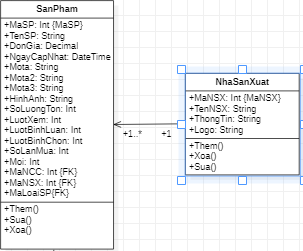 SanPham
+MaSP: Int {MaSP}
+TenSP: String
+DonGia: Decimal
+NgayCapNhat: DateTime
+Mota: String
+Mota2: String
+Mota3: String
+HinhAnh: String
+SoLuongTon: Int
+LuotXem: Int
+LuotBinhLuan: Int
+LuotBinhChon: Int
+SoLanMua: Int
+Moi: Int
+MaNCC: Int {FK}
+MaNSX: Int {FK}
+MaLoaiSP{FK}
+Them()
+Sua()
+Xoa()
+1..*
+1
NhaSanXuat
+MaNSX: Int {MaNSX}
+TenNSX: String
+ThongTin: String
+Logo: String
+Them()
+Xoa()
+Sua()